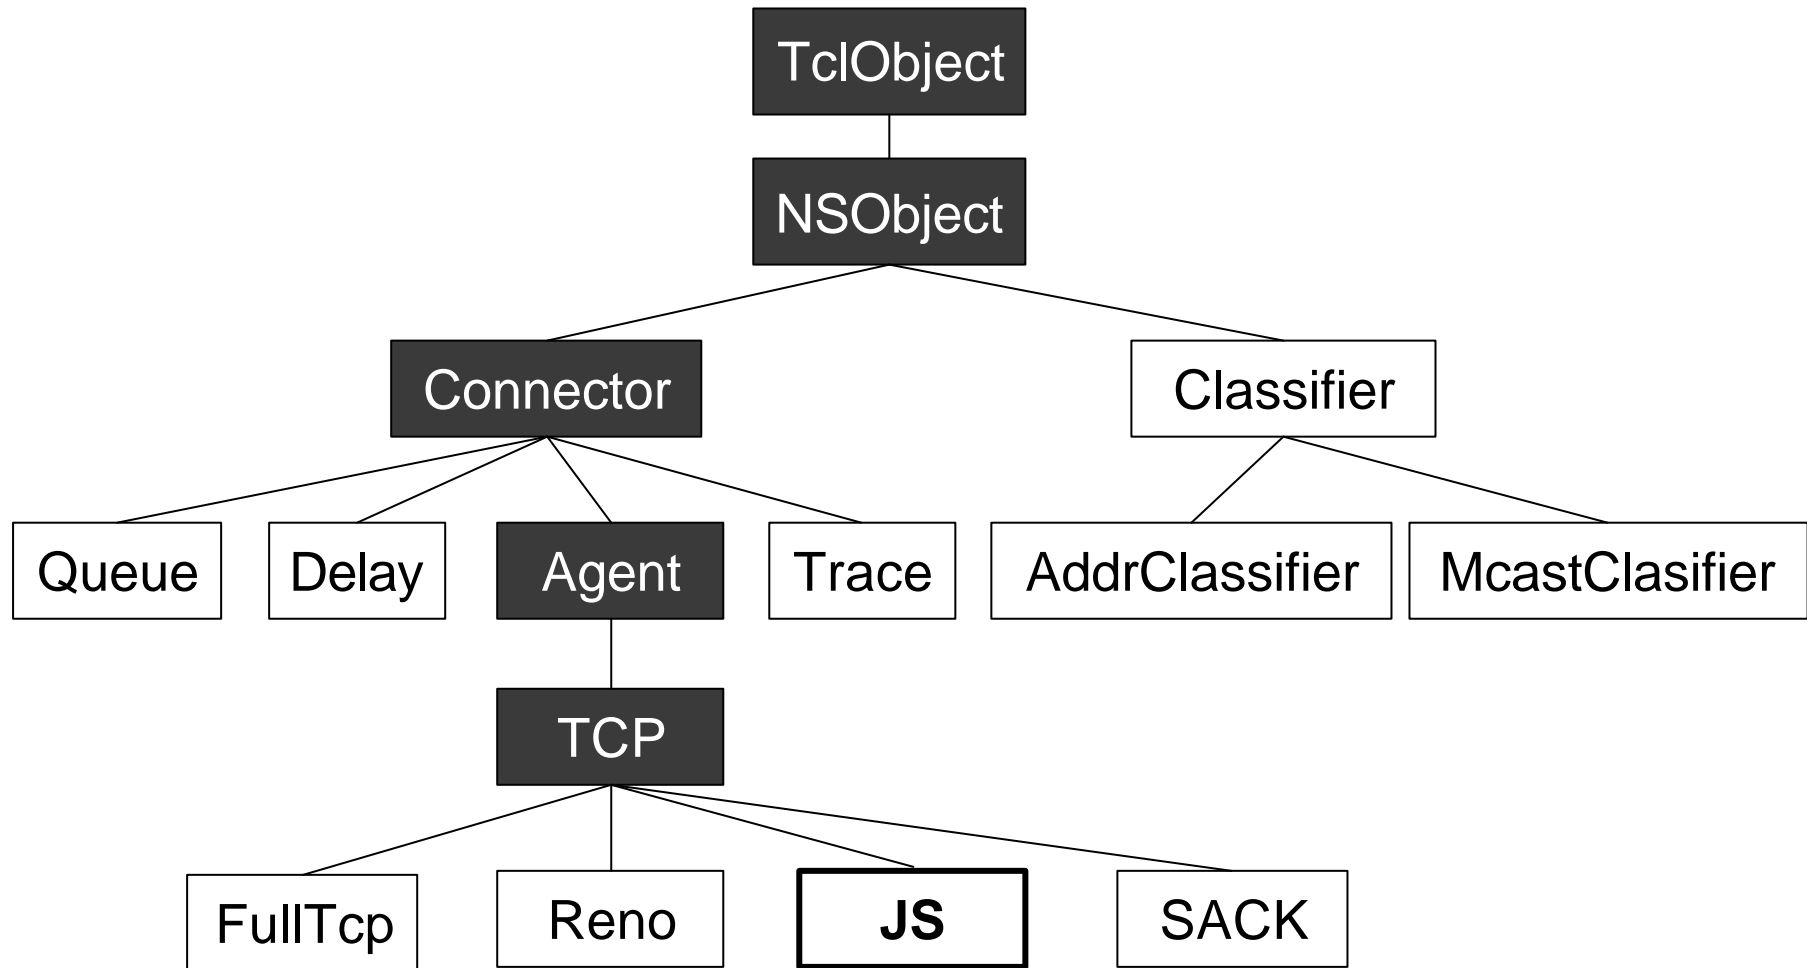 TclObject
NSObject
Connector
Classifier
Queue
Delay
Agent
Trace
AddrClassifier
McastClasifier
TCP
FullTcp
Reno
JS
SACK